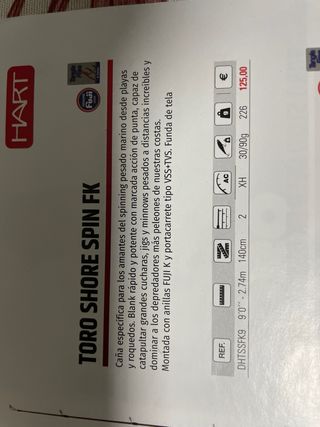 HART
Fuji
TORO SHORE SPIN FK
Caña específica para los amantes del spinning pesado marino desde playas
y roquedos. Blank rápido y potente con marcada acción de punta, capaz de
catapultar grandes cucharas, jigs y minnows pesados a distancias increíbles y
dominar a los depredadores más peleones de nuestras costas.
Montada con anillas FUJI K y portacarrete tipo VSS+TVS. Funda de tela
REF. AC €
DHTSSFK9 9'0'' - 2.74m 140cm 2 XH 30/90g 226 125,00